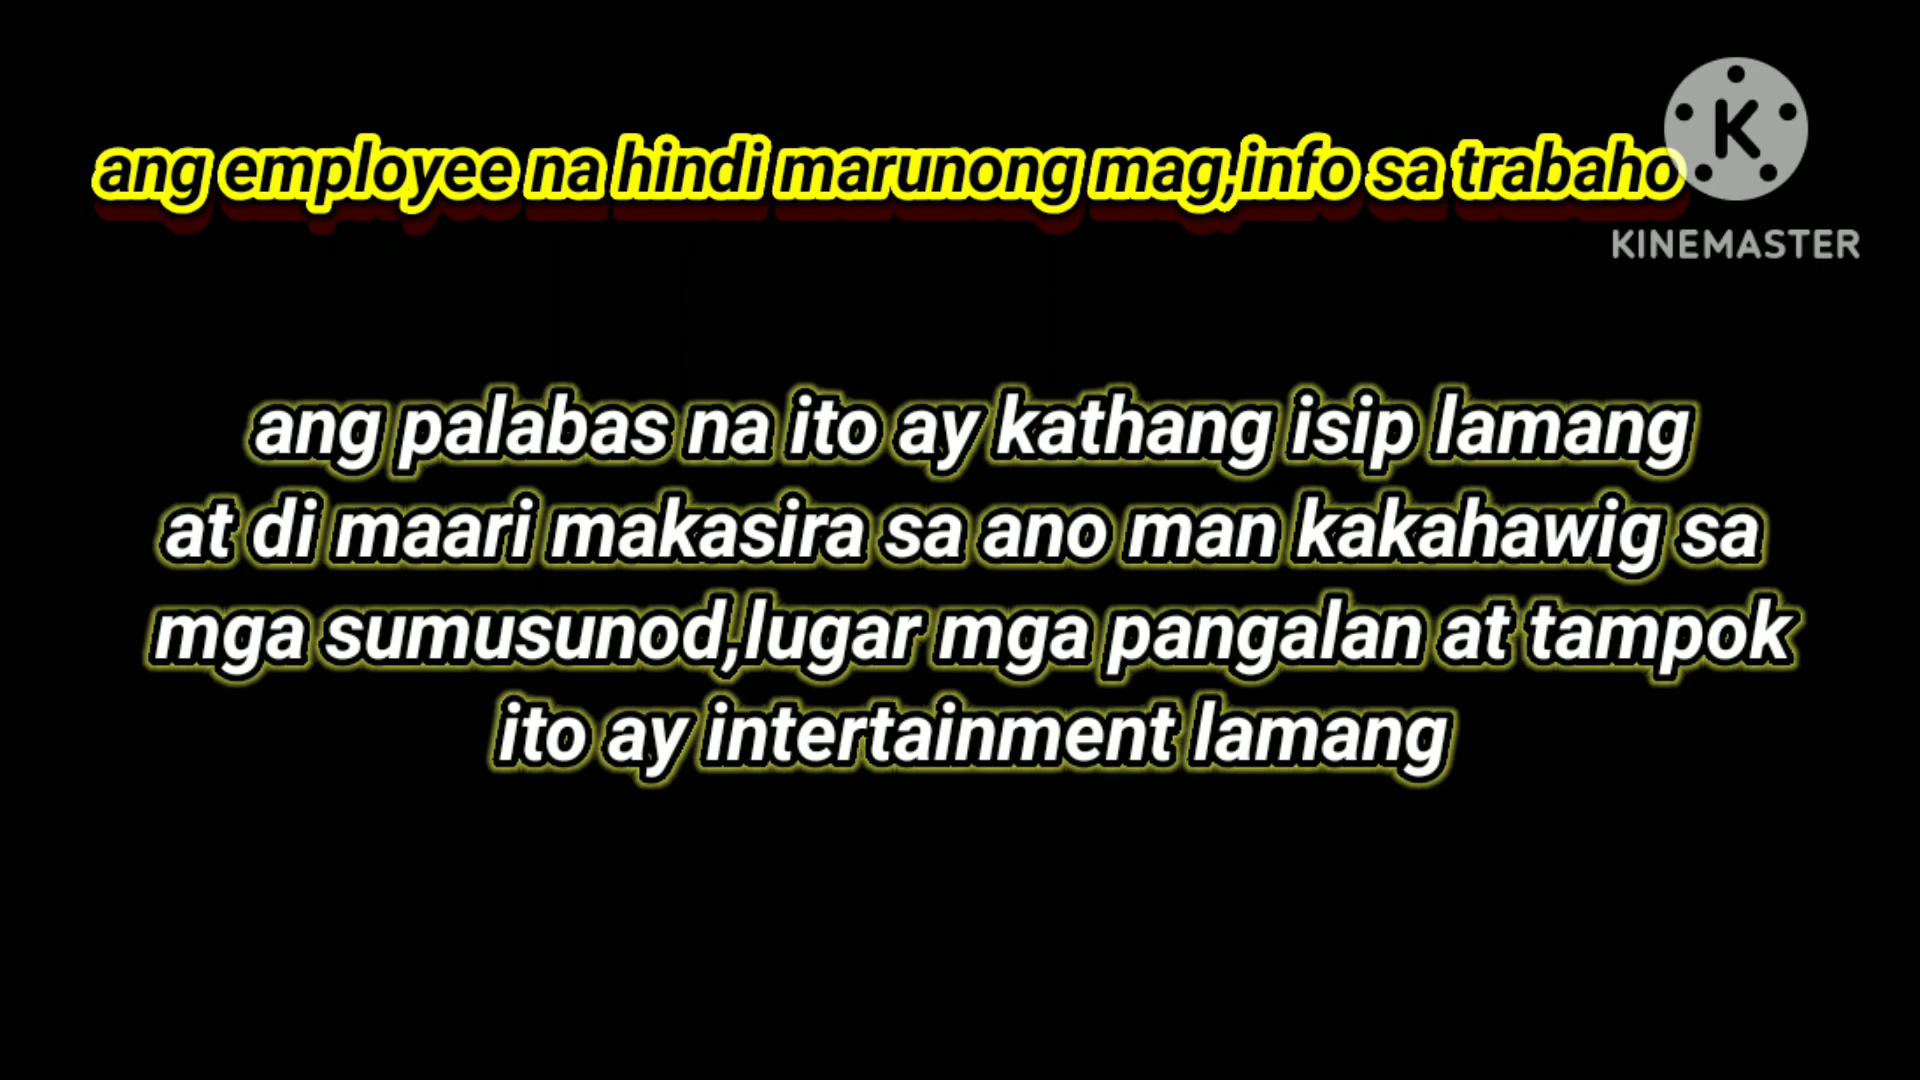 ang employee na hindi marunong mag,info sa trabaho
K
KINEMASTER
ang palabas na ito ay kathang isip lamang
at di maari makasira sa ano man kakahawig sa
mga sumusunod,lugar mga pangalan at tampok
ito ay intertainment lamang